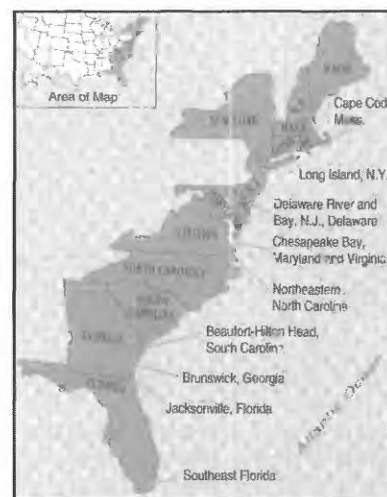 Area of Map
MAINE
NEW YORK
MASS.
Cape Cod
Mass.
Long Island, N.Y.
Delaware River and
Bay, N.J., Delaware
VIRGINIA
Chesapeake Bay,
Maryland and Virginia
NORTH CAROLINA
Northeastern
North Carolina
SOUTH
CAROLINA
Beaufort-Hilton Head,
South Carolina
GEORGIA
Brunswick, Georgia
FLORIDA
Jacksonville, Florida
Atlantic Ocean
Southeast Florida